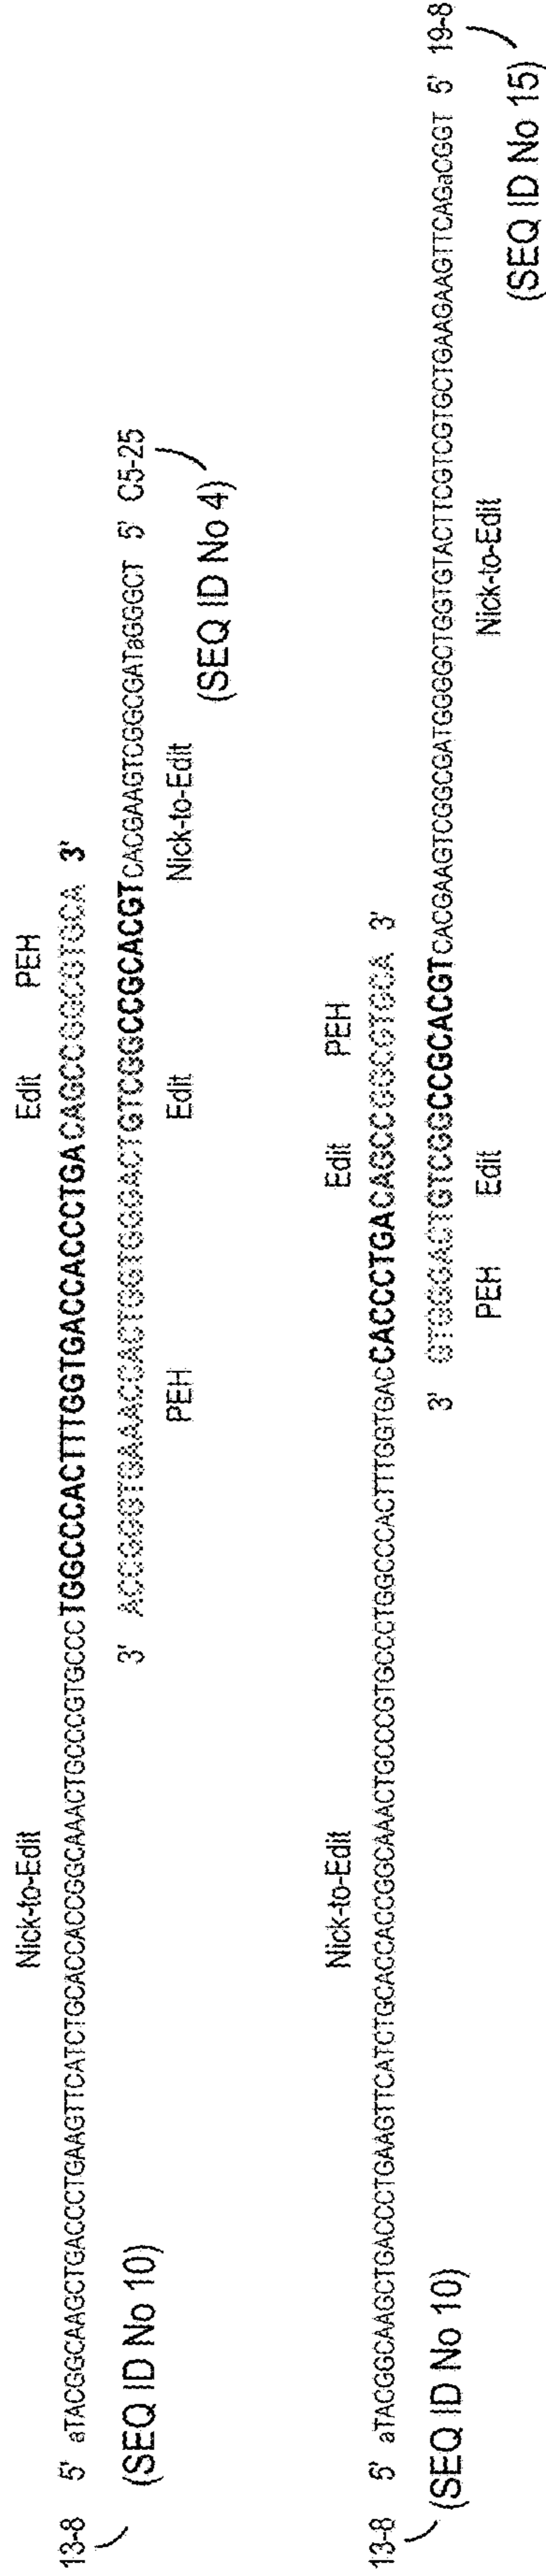 Nick-to-Edit Edit PEH
13-8 5' aTACGGCAAGCTGACCCTGAAGTTCATCTGCACCACCGGCAAACTGCCCGTGCCCTGGCCCACTTTGGTGACCACCCTGACAGCCGGCGTGCA 3'
(SEQ ID No 10)
3' ACCGGGTGAAACCACTGGTGGGACTGTCGGCCGCACGTCACGAAGTCGGCGATaGGGCT 5' C5-25
PEH Edit Nick-to-Edit
(SEQ ID No 4)
Nick-to-Edit Edit PEH
13-8 5' aTACGGCAAGCTGACCCTGAAGTTCATCTGCACCACCGGCAAACTGCCCGTGCCCTGGCCCACTTTGGTGACCACCCTGACAGCCGGCGTGCA 3'
(SEQ ID No 10)
3' GTGGGACTGTCGGCCGCACGTCACGAAGTCGGCGATGGGGCTGGTGTACTTCGTCGTGCTGAAGAAGTTCAGaCGGT 5' 19-8
PEH Edit Nick-to-Edit
(SEQ ID No 15)